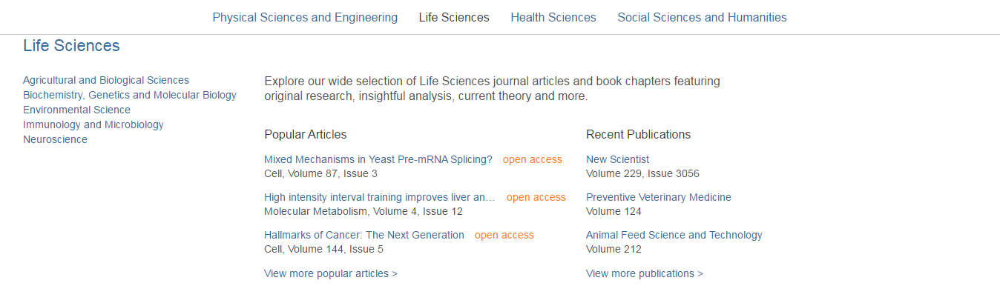 Physical Sciences and Engineering Life Sciences Health Sciences Social Sciences and Humanities
Life Sciences
Agricultural and Biological Sciences
Biochemistry, Genetics and Molecular Biology
Environmental Science
Immunology and Microbiology
Neuroscience
Explore our wide selection of Life Sciences journal articles and book chapters featuring
original research, insightful analysis, current theory and more.
Popular Articles
Mixed Mechanisms in Yeast Pre-mRNA Splicing? open access
Cell, Volume 87, Issue 3
High intensity interval training improves liver an… open access
Molecular Metabolism, Volume 4, Issue 12
Hallmarks of Cancer: The Next Generation open access
Cell, Volume 144, Issue 5
View more popular articles >
Recent Publications
New Scientist
Volume 229, Issue 3056
Preventive Veterinary Medicine
Volume 124
Animal Feed Science and Technology
Volume 212
View more publications >